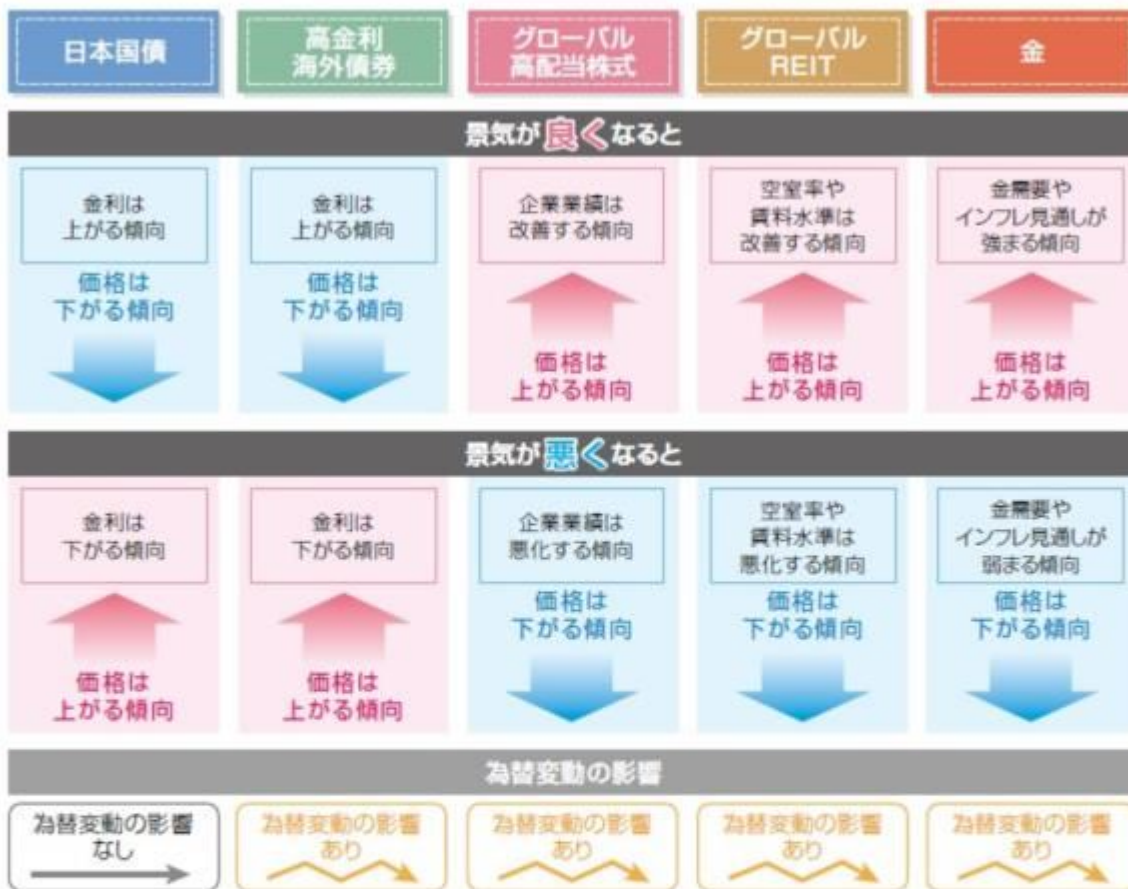 日本国債
高金利
海外債券
グローバル
高配当株式
グローバル
REIT
金
景気が良くなると
金利は
上がる傾向
価格は
下がる傾向
金利は
上がる傾向
価格は
下がる傾向
企業業績は
改善する傾向
価格は
上がる傾向
空室率や
賃料水準は
改善する傾向
価格は
上がる傾向
金需要や
インフレ見通しが
強まる傾向
価格は
上がる傾向
景気が悪くなると
金利は
下がる傾向
価格は
上がる傾向
金利は
下がる傾向
価格は
上がる傾向
企業業績は
悪化する傾向
価格は
下がる傾向
空室率や
賃料水準は
悪化する傾向
価格は
下がる傾向
金需要や
インフレ見通しが
弱まる傾向
価格は
下がる傾向
為替変動の影響
為替変動の影響
なし
為替変動の影響
あり
為替変動の影響
あり
為替変動の影響
あり
為替変動の影響
あり